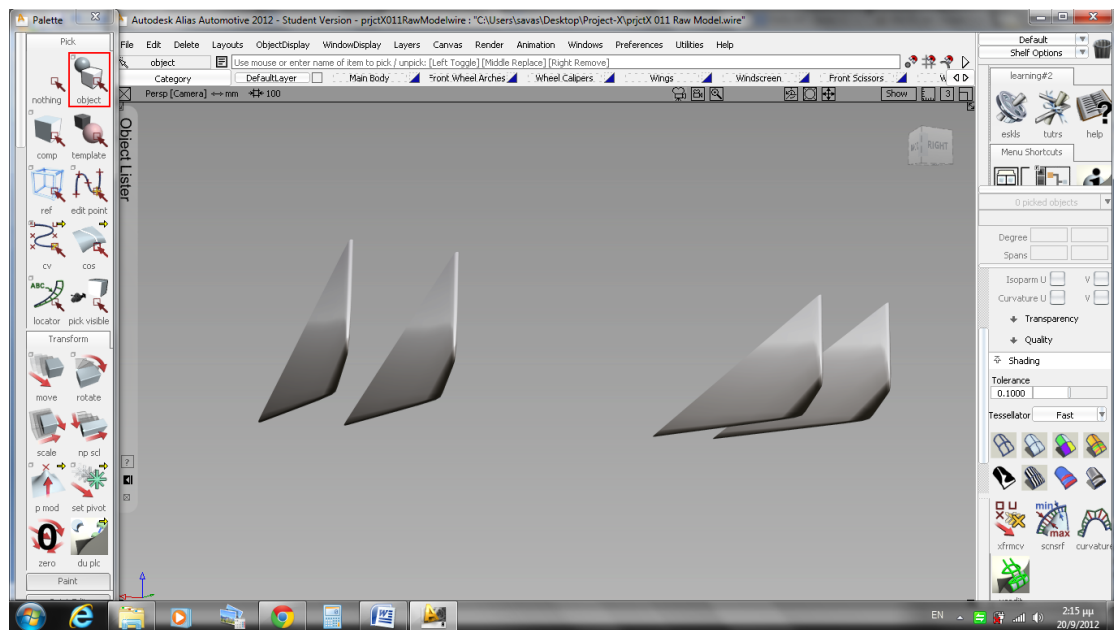 Palette
Autodesk Alias Automotive 2012 - Student Version - prjctX011RawModelwire : "C:\Users\savas\Desktop\Project-X\prjctX 011 Raw Model.wire"
Pick
File Edit Delete Layouts ObjectDisplay WindowDisplay Layers Canvas Render Animation Windows Preferences Utilities Help
Default
Shelf Options
object
Use mouse or enter name of item to pick / unpick: [Left Toggle] [Middle Replace] [Right Remove]
Category DefaultLayer Main Body Front Wheel Arches Wheel Calipers Wings Windscreen Front Scissors
learning#2
Persp [Camera] <-> mm 100
Show
3
nothing object
Object Lister
RIGHT
eskls tutrs help
comp template
Menu Shortcuts
ref edit point
0 picked objects
Degree
Spans
cv cos
Isoparm U V
Curvature U V
ABC
locator pick visible
Transparency
Transform
Quality
Shading
Tolerance
move rotate
0.1000
Tessellator Fast
scale np scl
?
p mod set pivot
min
max
xfrmcv scnsrf curvature
0
zero du plc
Paint
EN
2:15 μμ
20/9/2012